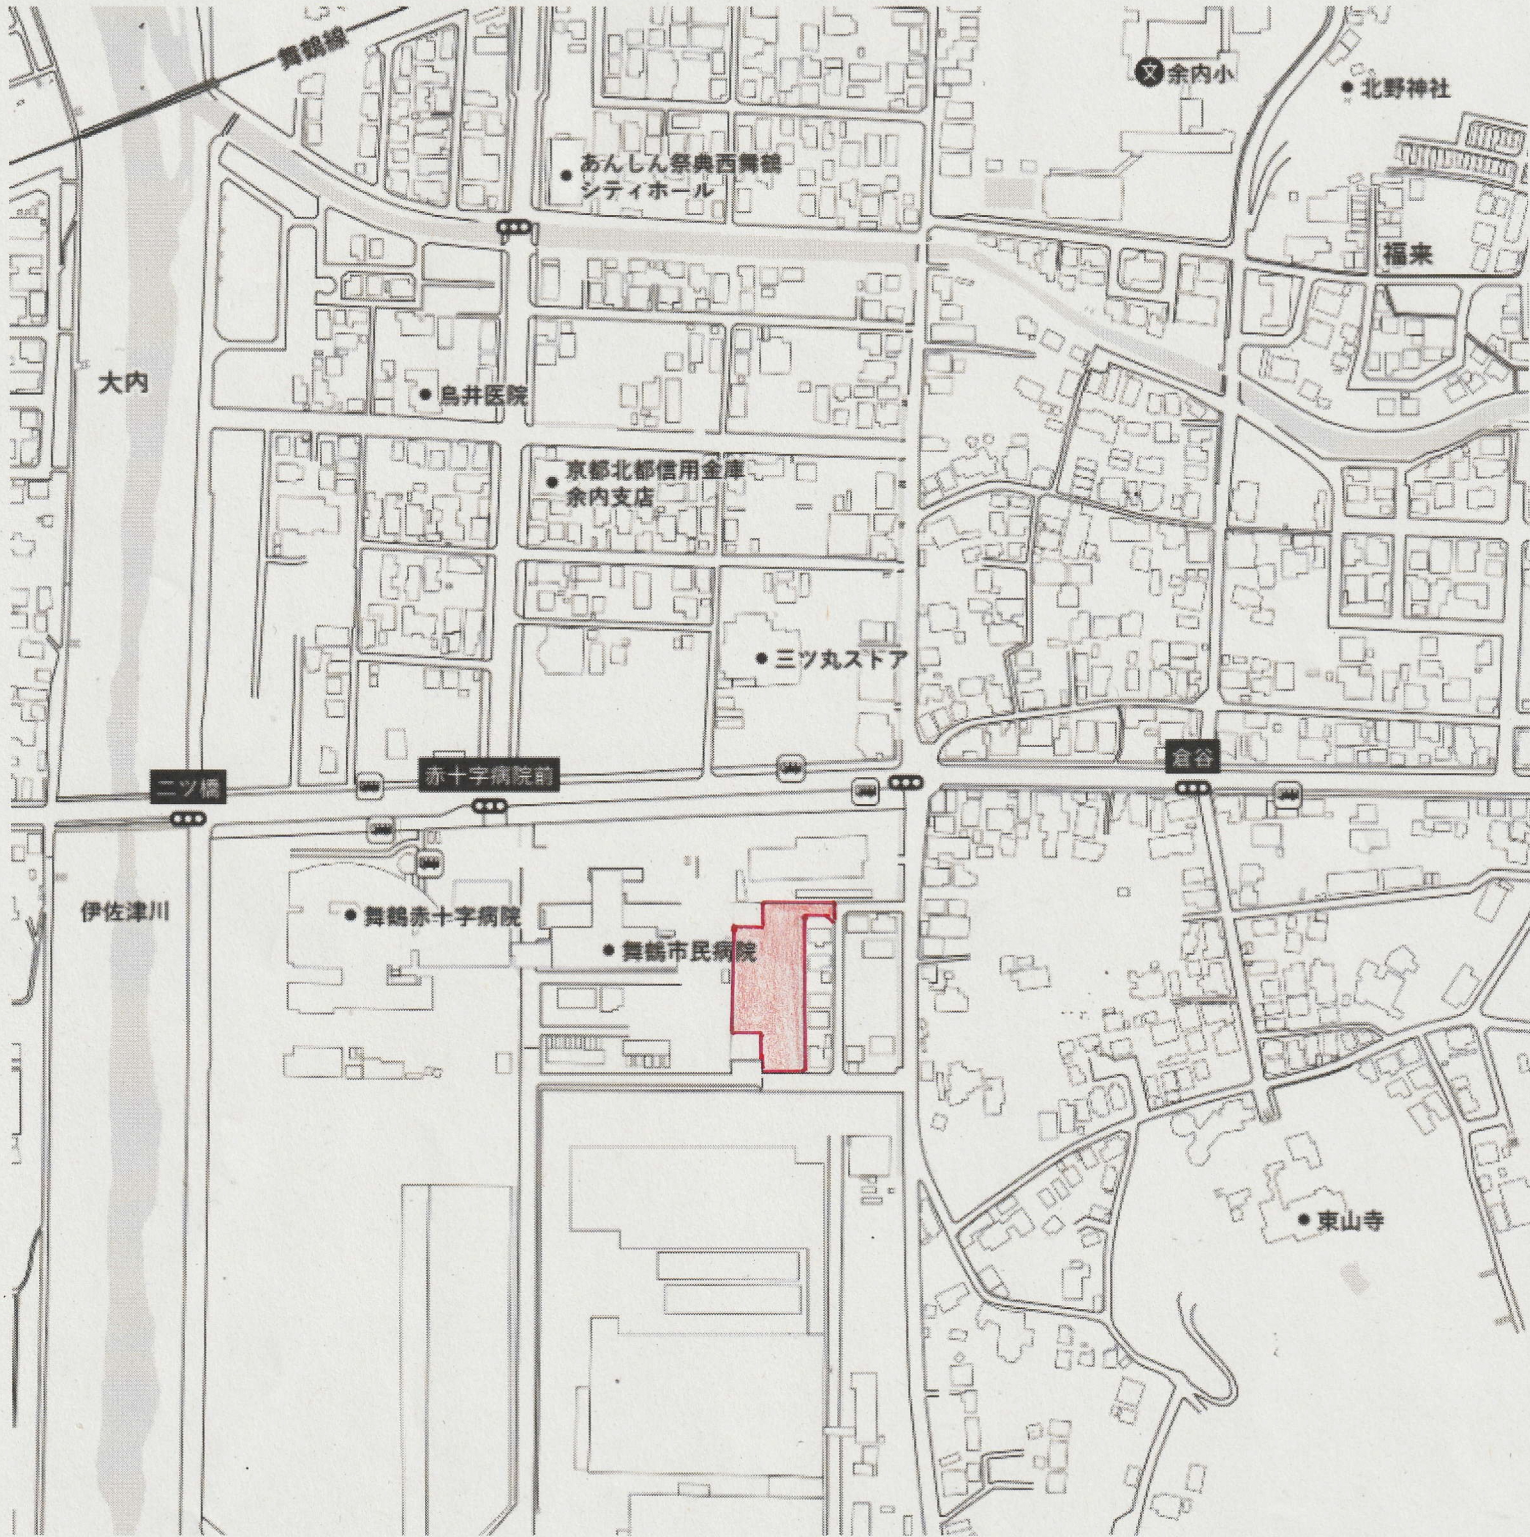 舞鶴線
文
余内小
北野神社
あんしん祭典西舞鶴
シティホール
福来
大内
鳥井医院
京都北都信用金庫
余内支店
三ツ丸ストア
二ツ橋
赤十字病院前
倉谷
伊佐津川
舞鶴赤十字病院
舞鶴市民病院
東山寺